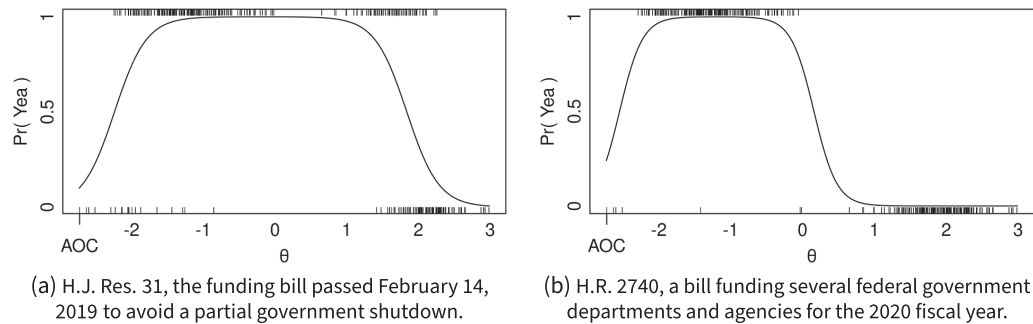 1
0.5
0
Pr( Yea )
-2 -1 0 1 2 3
AOC
θ
(a) H.J. Res. 31, the funding bill passed February 14,
2019 to avoid a partial government shutdown.
1
0.5
0
Pr( Yea )
-2 -1 0 1 2 3
AOC
θ
(b) H.R. 2740, a bill funding several federal government
departments and agencies for the 2020 fiscal year.